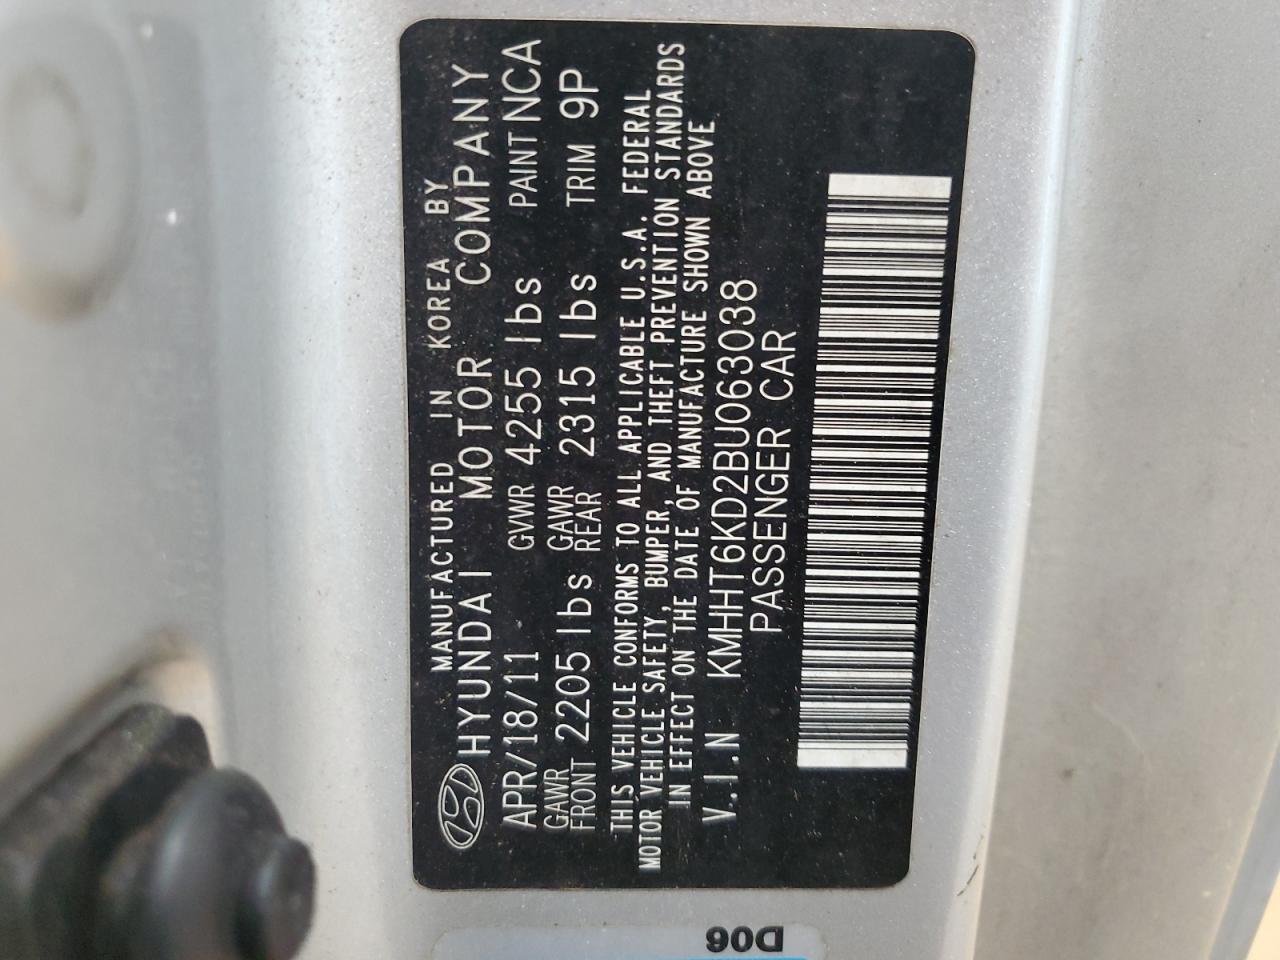 MANUFACTURED IN KOREA BY
HYUNDAI MOTOR COMPANY
APR/18/11 GVWR 4255 lbs PAINT NCA
GAWR FRONT 2205 lbs GAWR REAR 2315 lbs TRIM 9P
THIS VEHICLE CONFORMS TO ALL APPLICABLE U.S.A. FEDERAL
MOTOR VEHICLE SAFETY, BUMPER, AND THEFT PREVENTION STANDARDS
IN EFFECT ON THE DATE OF MANUFACTURE SHOWN ABOVE
V.I.N KMHHT6KD2BU063038
PASSENGER CAR
D06